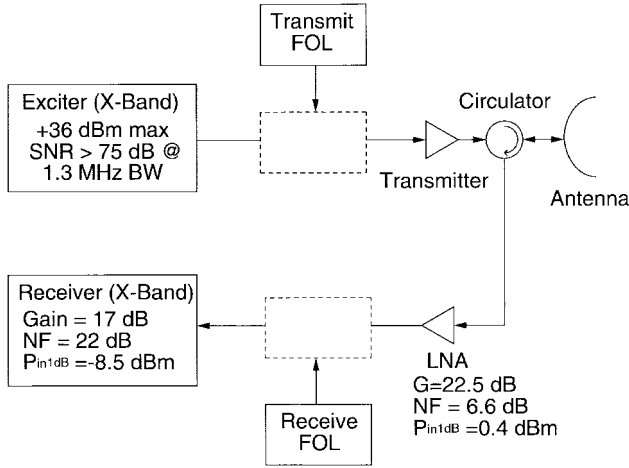 Transmit
FOL
Exciter (X-Band)
+36 dBm max
SNR > 75 dB @
1.3 MHz BW
Circulator
Transmitter
Antenna
Receiver (X-Band)
Gain = 17 dB
NF = 22 dB
Pin1dB =-8.5 dBm
LNA
G=22.5 dB
NF = 6.6 dB
Pin1dB =0.4 dBm
Receive
FOL